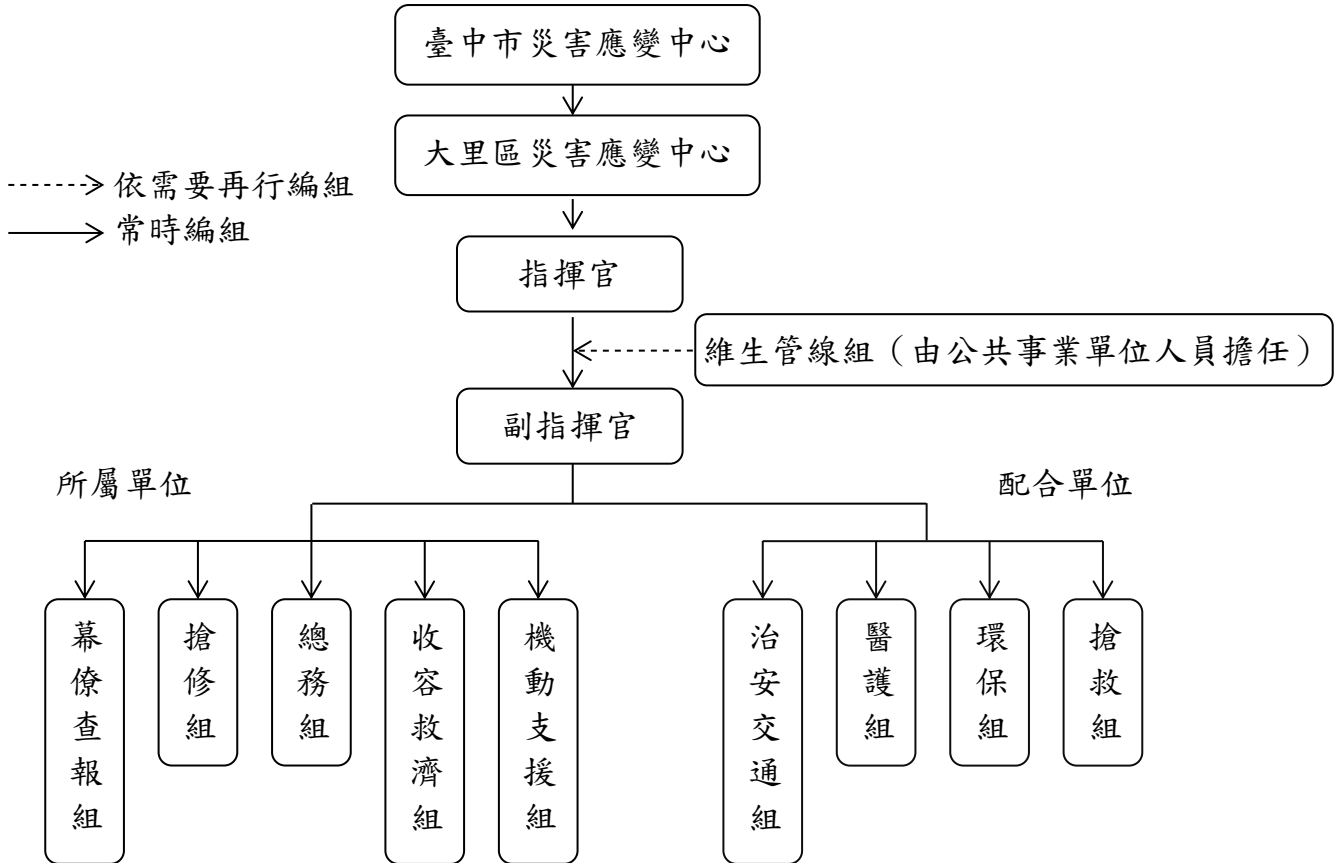 臺中市災害應變中心
大里區災害應變中心
依需要再行編組
常時編組
指揮官
維生管線組（由公共事業單位人員擔任）
副指揮官
所屬單位
配合單位
幕僚查報組
搶修組
總務組
收容救濟組
機動支援組
治安交通組
醫護組
環保組
搶救組